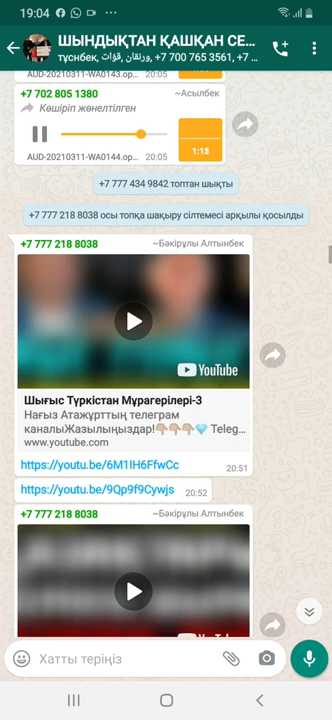 19:04
ШЫНДЫҚТАН ҚАШҚАН СЕ...
тұснбек, ورنقان, قؤات, +7 700 765 3561, +7 ...
AUD-20210311-WA0143.op... 20:05
+7 702 805 1380 ~Асылбек
Көшіріп жөнелтілген
1:15
AUD-20210311-WA0144.op... 20:05
+7 777 434 9842 топтан шықты
+7 777 218 8038 осы топқа шақыру сілтемесі арқылы қосылды
+7 777 218 8038 ~Бәкірұлы Алтынбек
YouTube
Шығыс Түркістан Мұрагерілері-3
Нағыз Атажұрттың телеграм
каналыЖазылыңыздар!👇🏼👇🏼👇🏼💎 Teleg...
www.youtube.com
https://youtu.be/6M1IH6FfwCc 20:51
https://youtu.be/9Qp9f9Cywjs 20:52
+7 777 218 8038 ~Бәкірұлы Алтынбек
Хатты теріңіз